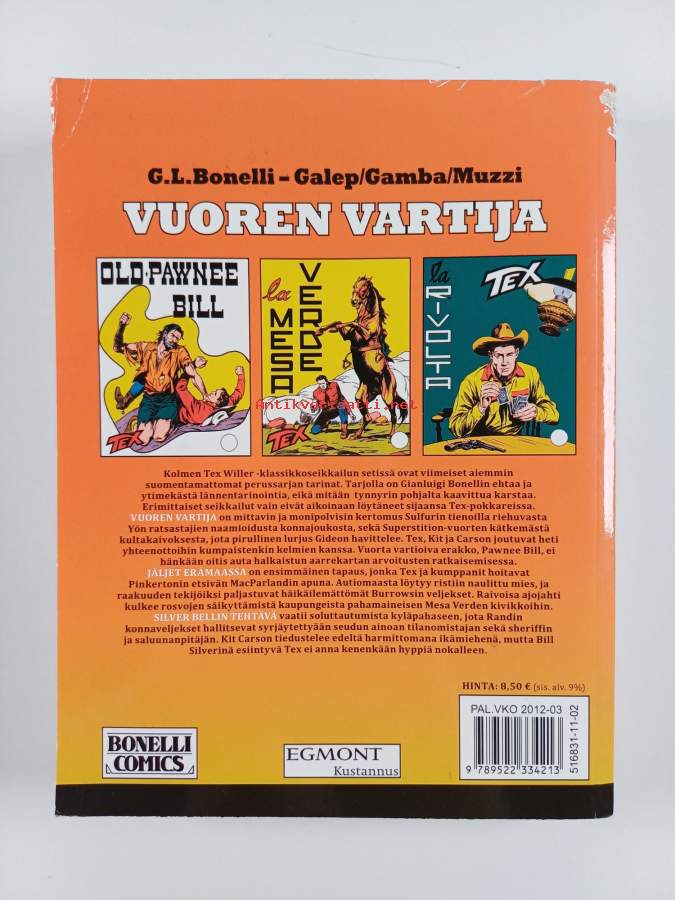 G.L.Bonelli – Galep/Gamba/Muzzi
VUOREN VARTIJA
OLD·PAWNEE
BILL
TEX
la
VERDE
MESA
TEX
la
RIVOLTA
TEX
Antikvariaatti.net
Kolmen Tex Willer -klassikkoseikkailun setissä ovat viimeiset aiemmin
suomentamattomat perussarjan tarinat. Tarjolla on Gianluigi Bonellin ehtaa ja
ytimekästä lännentarinointia, eikä mitään tynnyrin pohjalta kaavittua karstaa.
Erimittaiset seikkailut vain eivät aikoinaan löytäneet sijaansa Tex-pokkareissa.
VUOREN VARTIJA on mittavin ja monipolvisin kertomus Sulfurin tienoilla riehuvasta
Yön ratsastajien naamioidusta konnajoukosta, sekä Superstition-vuorten kätkemästä
kultakaivoksesta, jota pirullinen lurjus Gideon havittelee. Tex, Kit ja Carson joutuvat heti
yhteenottoihin kumpaistenkin kelmien kanssa. Vuorta vartioiva erakko, Pawnee Bill, ei
hänkään oitis auta halkaistun aarrekartan arvoitusten ratkaisemisessa.
JÄLJET ERÄMAASSA on ensimmäinen tapaus, jonka Tex ja kumppanit hoitavat
Pinkertonin etsivän MacParlandin apuna. Autiomaasta löytyy ristiin naulittu mies, ja
raakuuden tekijöiksi paljastuvat häikäilemättömät Burrowsin veljekset. Raivoisa ajojahti
kulkee rosvojen säikyttämistä kaupungeista pahamaineisen Mesa Verden kivikkoihin.
SILVER BELLIN TEHTÄVÄ vaatii soluttautumista kyläpahaseen, jota Randin
konnaveljekset hallitsevat syrjäytettyään seudun ainoan tilanomistajan sekä sheriffin
ja saluunanpitäjän. Kit Carson tiedustelee edeltä harmittomana ikämiehenä, mutta Bill
Silverinä esiintyvä Tex ei anna kenenkään hyppiä nokalleen.
HINTA: 8,50 € (sis. alv. 9%)
PAL.VKO 2012-03
516831-11-02
9 789522 334213
BONELLI
COMICS
EGMONT
Kustannus